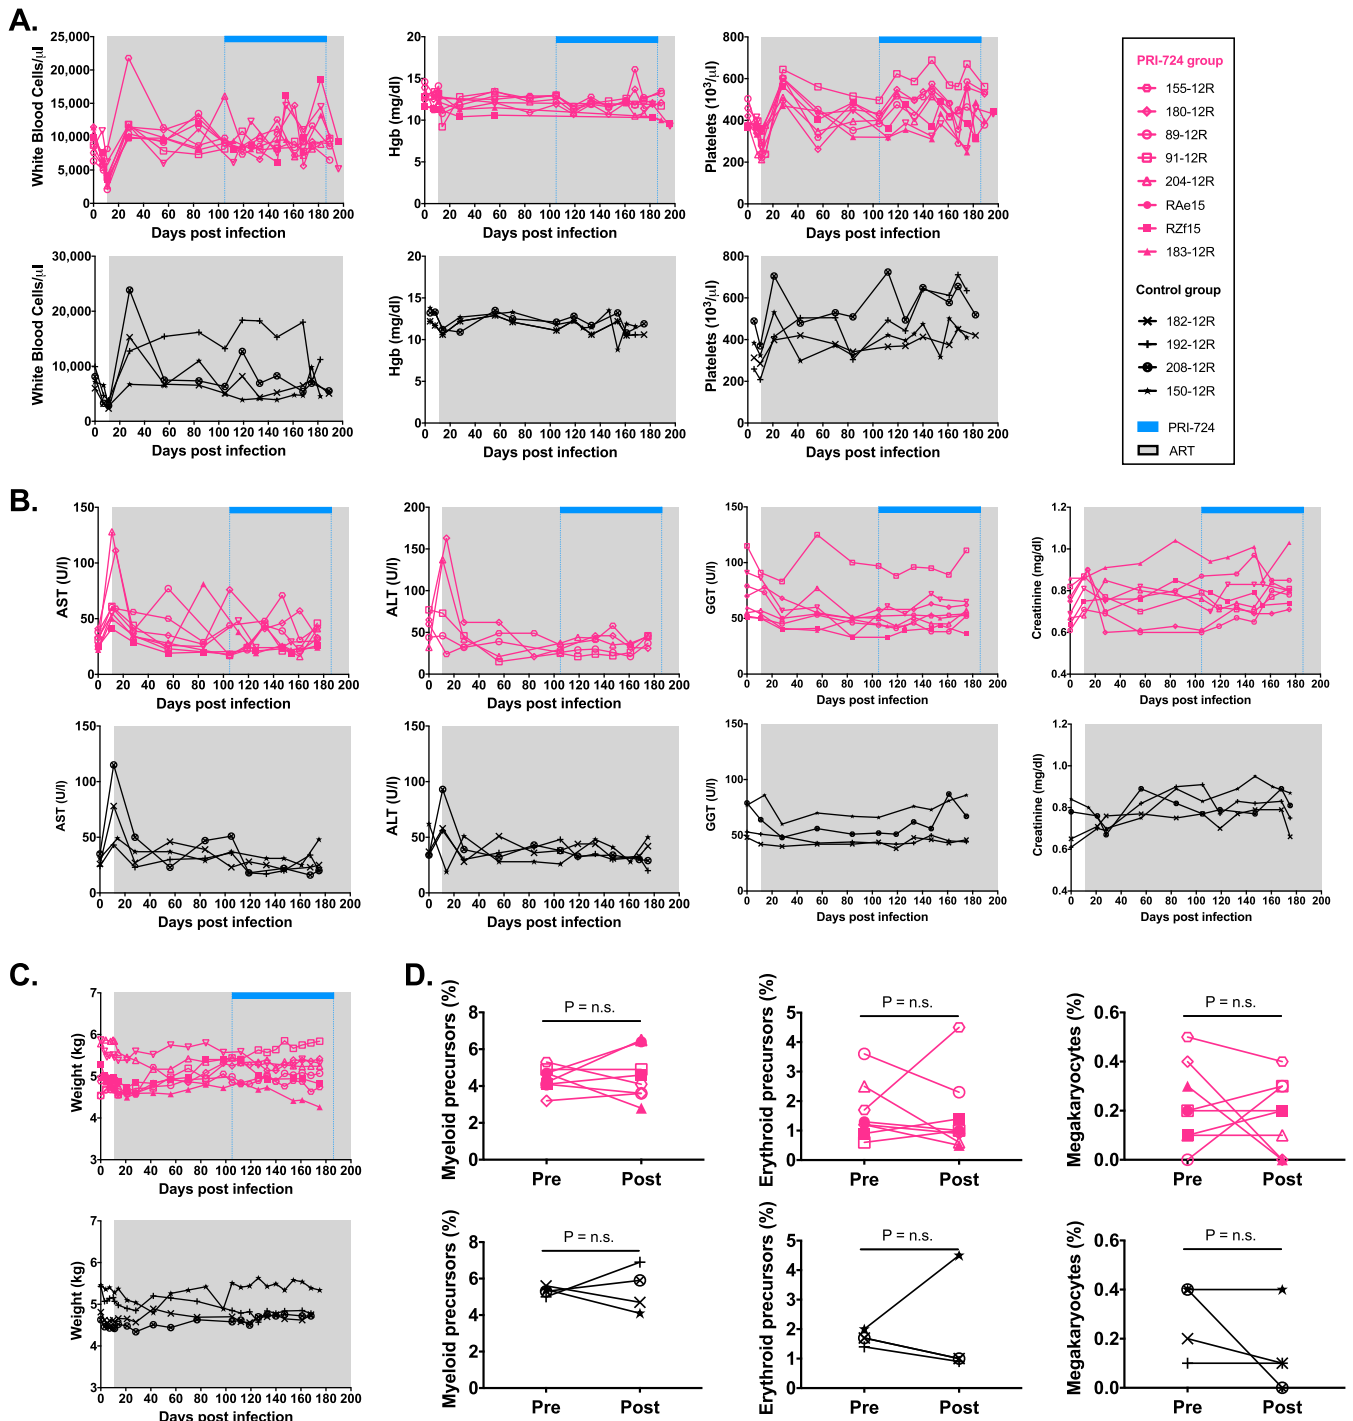 A.
White Blood Cells/µl
25,000
20,000
15,000
10,000
5,000
0
0 20 40 60 80 100 120 140 160 180 200
Days post infection
Hgb (mg/dl)
20
15
10
5
0
0 20 40 60 80 100 120 140 160 180 200
Days post infection
Platelets (10³/µl)
800
600
400
200
0
0 20 40 60 80 100 120 140 160 180 200
Days post infection
White Blood Cells/µl
30,000
20,000
10,000
0
0 20 40 60 80 100 120 140 160 180 200
Days post infection
Hgb (mg/dl)
20
15
10
5
0
0 20 40 60 80 100 120 140 160 180 200
Days post infection
Platelets (10³/µl)
800
600
400
200
0
0 20 40 60 80 100 120 140 160 180 200
Days post infection
PRI-724 group
155-12R
180-12R
89-12R
91-12R
204-12R
RAe15
RZf15
183-12R
Control group
182-12R
192-12R
208-12R
150-12R
PRI-724
ART
B.
AST (U/l)
150
100
50
0
0 20 40 60 80 100 120 140 160 180 200
Days post infection
ALT (U/l)
200
150
100
50
0
0 20 40 60 80 100 120 140 160 180 200
Days post infection
GGT (U/l)
150
100
50
0
0 20 40 60 80 100 120 140 160 180 200
Days post infection
Creatinine (mg/dl)
1.2
1.0
0.8
0.6
0.4
0 20 40 60 80 100 120 140 160 180 200
Days post infection
AST (U/l)
150
100
50
0
0 20 40 60 80 100 120 140 160 180 200
Days post infection
ALT (U/l)
150
100
50
0
0 20 40 60 80 100 120 140 160 180 200
Days post infection
GGT (U/l)
150
100
50
0
0 20 40 60 80 100 120 140 160 180 200
Days post infection
Creatinine (mg/dl)
1.2
1.0
0.8
0.6
0.4
0 20 40 60 80 100 120 140 160 180 200
Days post infection
C.
Weight (kg)
7
6
5
4
3
0 20 40 60 80 100 120 140 160 180 200
Days post infection
Weight (kg)
7
6
5
4
3
0 20 40 60 80 100 120 140 160 180 200
Days post infection
D.
Myeloid precursors (%)
8
6
4
2
0
P = n.s.
Pre Post
Erythroid precursors (%)
5
4
3
2
1
0
P = n.s.
Pre Post
Megakaryocytes (%)
0.6
0.4
0.2
0.0
P = n.s.
Pre Post
Myeloid precursors (%)
8
6
4
2
0
P = n.s.
Pre Post
Erythroid precursors (%)
5
4
3
2
1
0
P = n.s.
Pre Post
Megakaryocytes (%)
0.6
0.4
0.2
0.0
P = n.s.
Pre Post